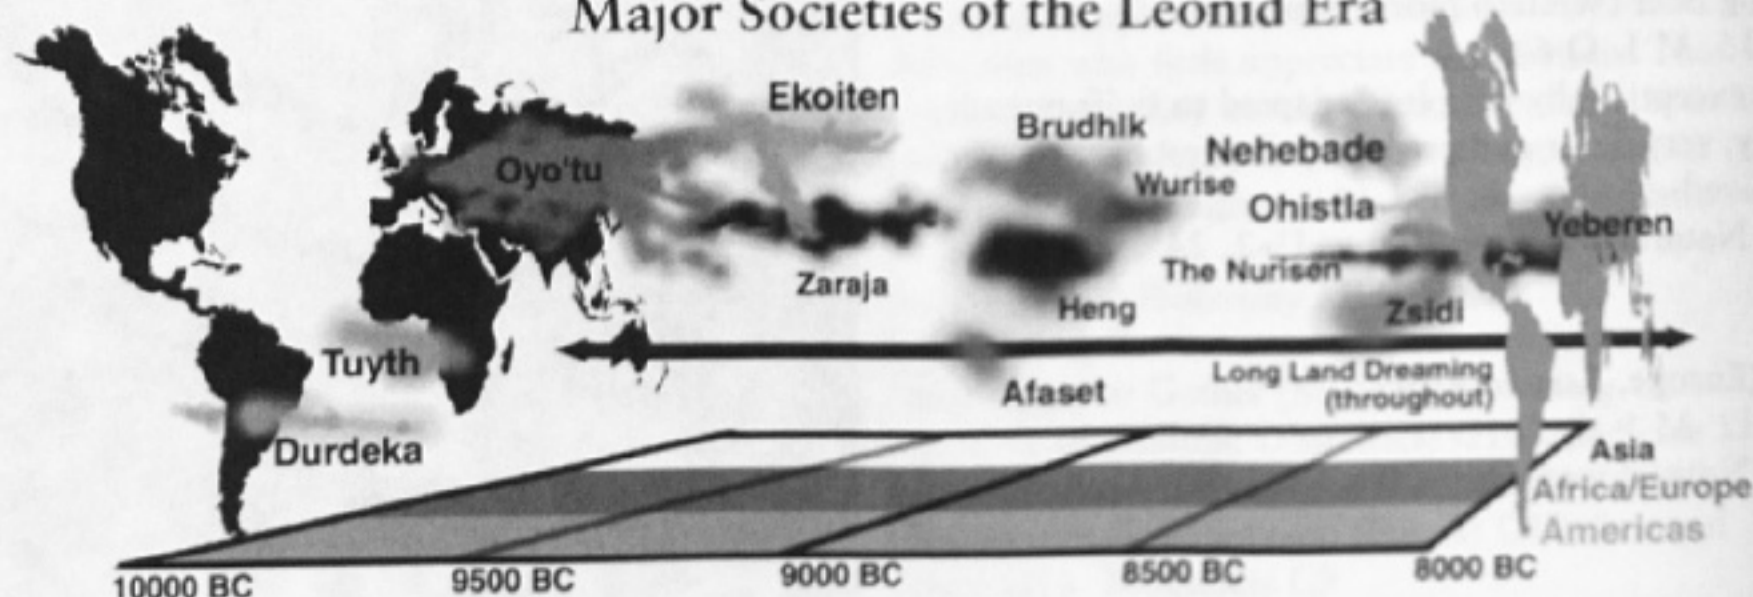 Major Societies of the Leonid Era
Ekoiten
Brudhlk
Nehebade
Oyo'tu
Wurise
Ohistla
Yeberen
Zaraja
The Nurisen
Heng
Zsidi
Tuyth
Long Land Dreaming
(throughout)
Afaset
Durdeka
Asia
Africa/Europe
Americas
10000 BC
9500 BC
9000 BC
8500 BC
8000 BC